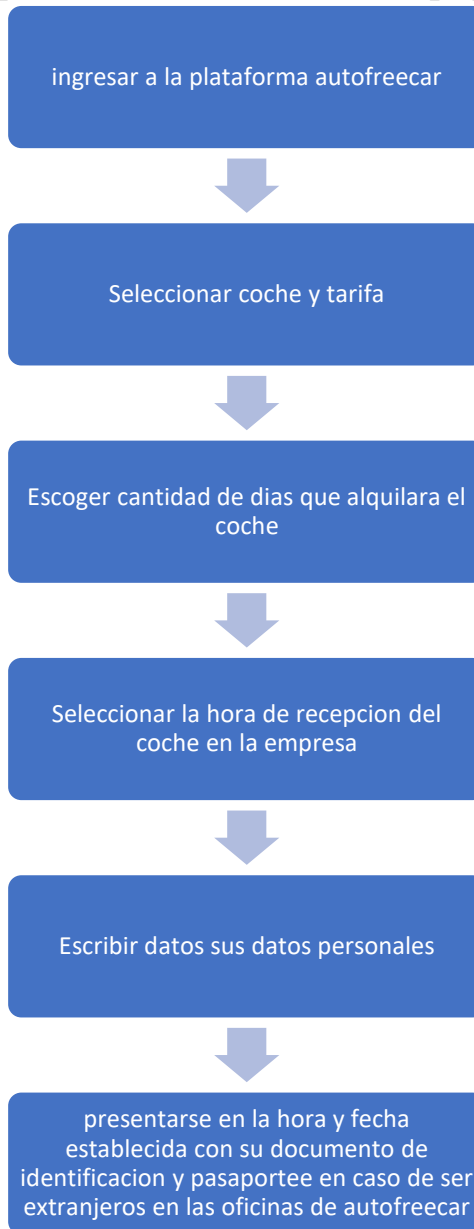 ingresar a la plataforma autofreecar
Seleccionar coche y tarifa
Escoger cantidad de dias que alquilara el
coche
Seleccionar la hora de recepcion del
coche en la empresa
Escribir datos sus datos personales
presentarse en la hora y fecha
establecida con su documento de
identificacion y pasaportee en caso de ser
extranjeros en las oficinas de autofreecar